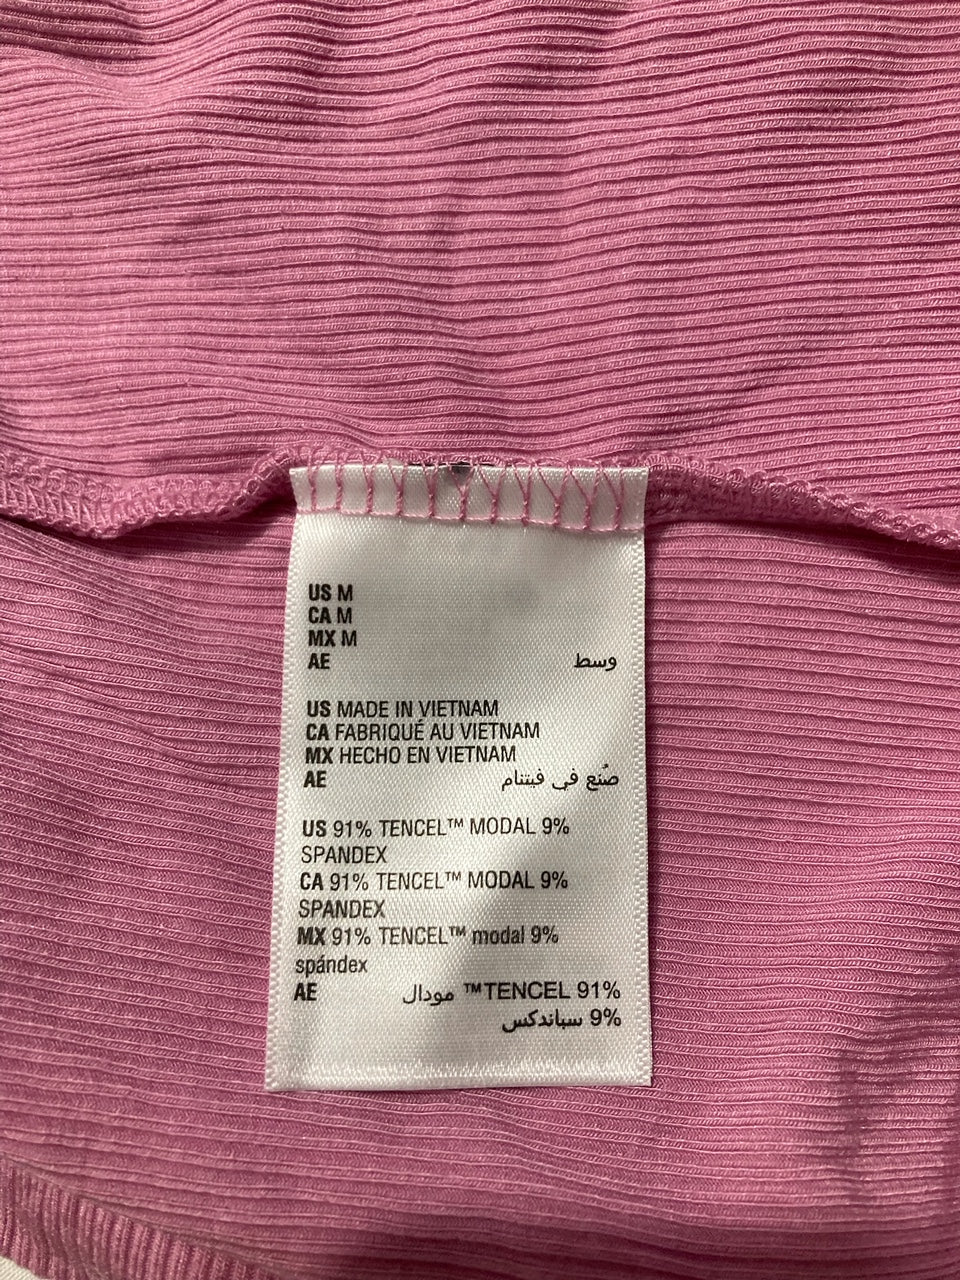 US M
CA M
MX M
AE وسط
US MADE IN VIETNAM
CA FABRIQUÉ AU VIETNAM
MX HECHO EN VIETNAM
AE صُنع في فيتنام
US 91% TENCEL™ MODAL 9%
SPANDEX
CA 91% TENCEL™ MODAL 9%
SPANDEX
MX 91% TENCEL™ modal 9%
spándex
AE 91% TENCEL™ مودال
9% سباندكس